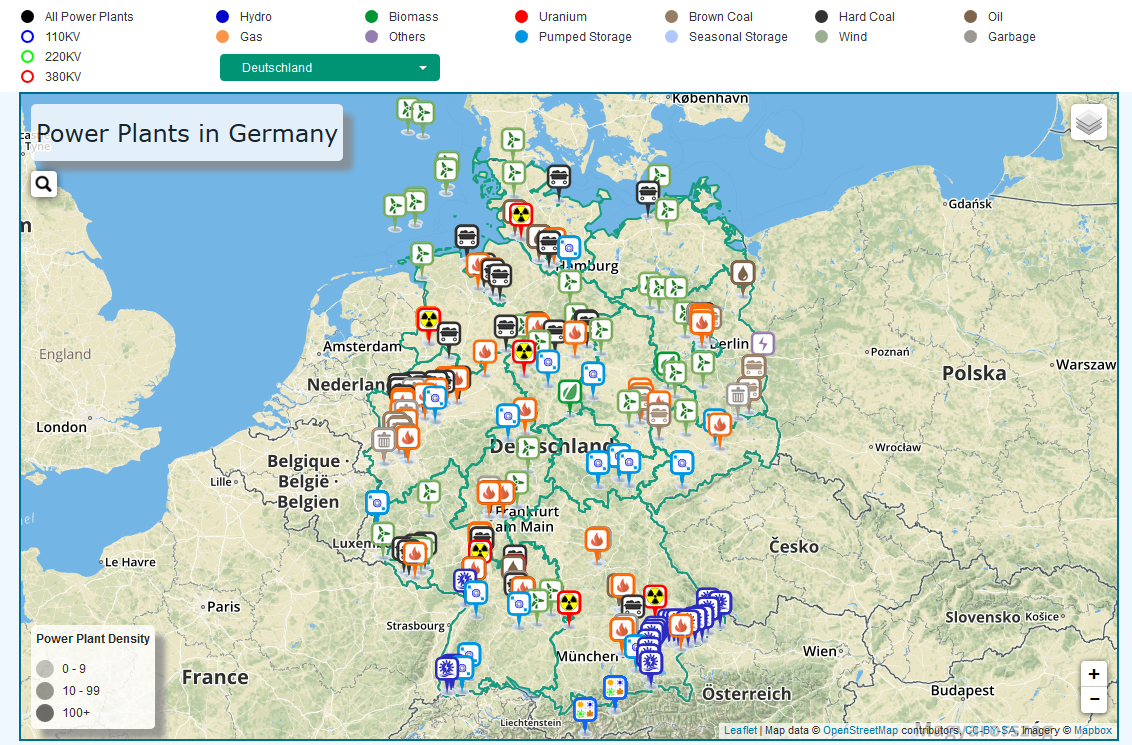 All Power Plants
Hydro
Biomass
Uranium
Brown Coal
Hard Coal
Oil
110KV
Gas
Others
Pumped Storage
Seasonal Storage
Wind
Garbage
220KV
Deutschland
380KV
København
Power Plants in Germany
Gdańsk
Hamburg
England
Amsterdam
Berlin
Poznań
Warszaw
Polska
Nederlan
London
Deutschland
Wrocław
Belgique ·
België ·
Belgien
Lille
Frankfurt
am Main
Luxem
Česko
Le Havre
Paris
Slovensko
Košice
Strasbourg
Power Plant Density
0 - 9
10 - 99
100+
Wien
München
France
Österreich
Budapest
+
−
Liechtenstein
Leaflet | Map data © OpenStreetMap contributors, CC-BY-SA, Imagery © Mapbox